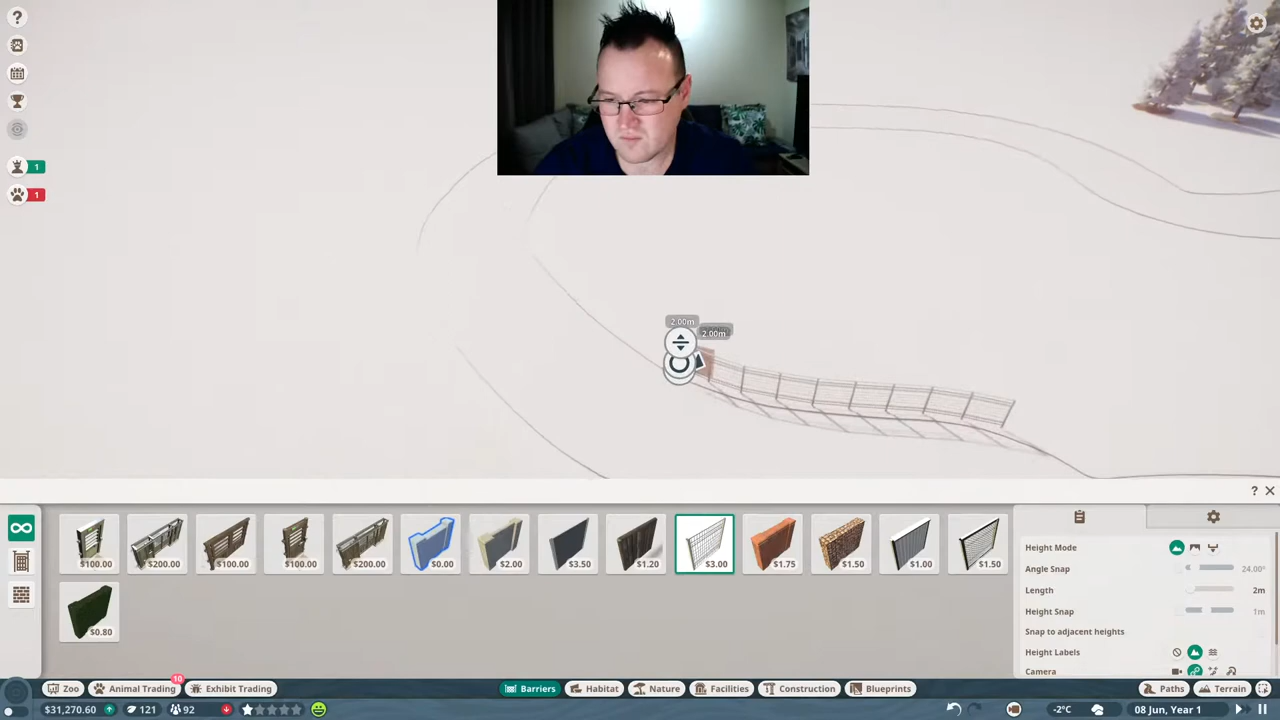 ?
1
1
2.00m
2.00m
? ×
$100.00 $200.00 $100.00 $100.00 $200.00 $0.00 $2.00 $3.50 $1.20 $3.00 $1.75 $1.50 $1.00 $1.50
$0.80
Height Mode
Angle Snap 24.00°
Length 2m
Height Snap 1m
Snap to adjacent heights
Height Labels
Camera
10
Zoo Animal Trading Exhibit Trading Barriers Habitat Nature Facilities Construction Blueprints Paths Terrain
$31,270.60 121 92 -2°C 08 Jun, Year 1